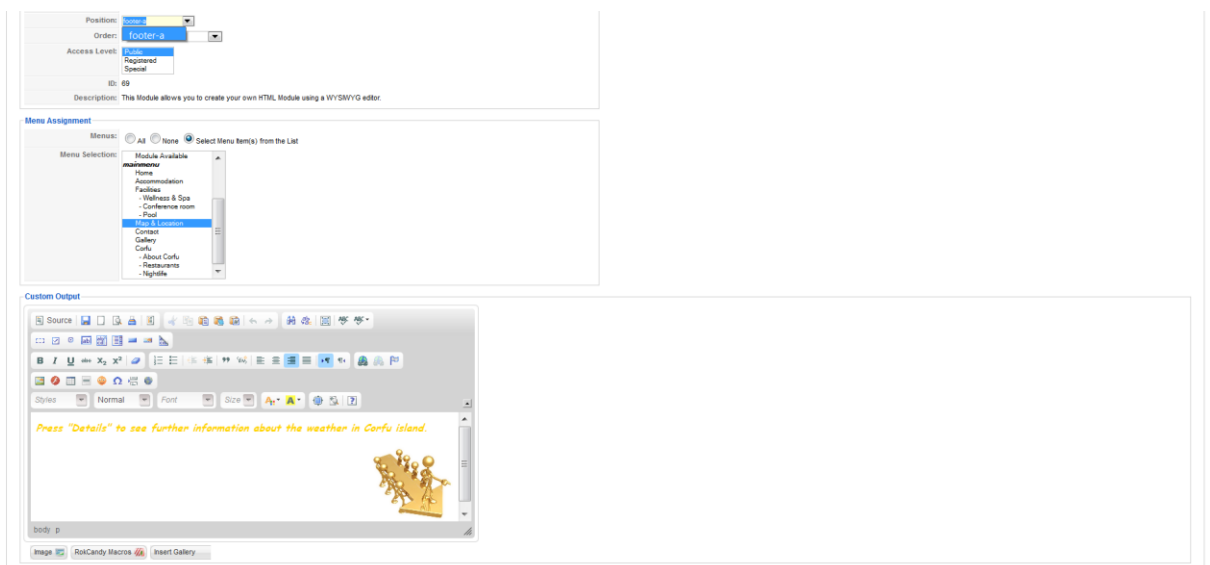 Position: footer-a
Order: footer-a
Access Level: Public
Registered
Special
ID: 69
Description: This Module allows you to create your own HTML Module using a WYSIWYG editor.
Menu Assignment
Menus: All None Select Menu Item(s) from the List
Menu Selection: Module Available
mainmenu
Home
Accommodation
Facilities
- Wellness & Spa
- Conference room
- Pool
Map & Location
Contact
Gallery
Corfu
- About Corfu
- Restaurants
- Nightlife
Custom Output
Source
B I U abc X₂ X²
Styles Normal Font Size
Press "Details" to see further information about the weather in Corfu island.
body p
Image RokCandy Macros Insert Gallery